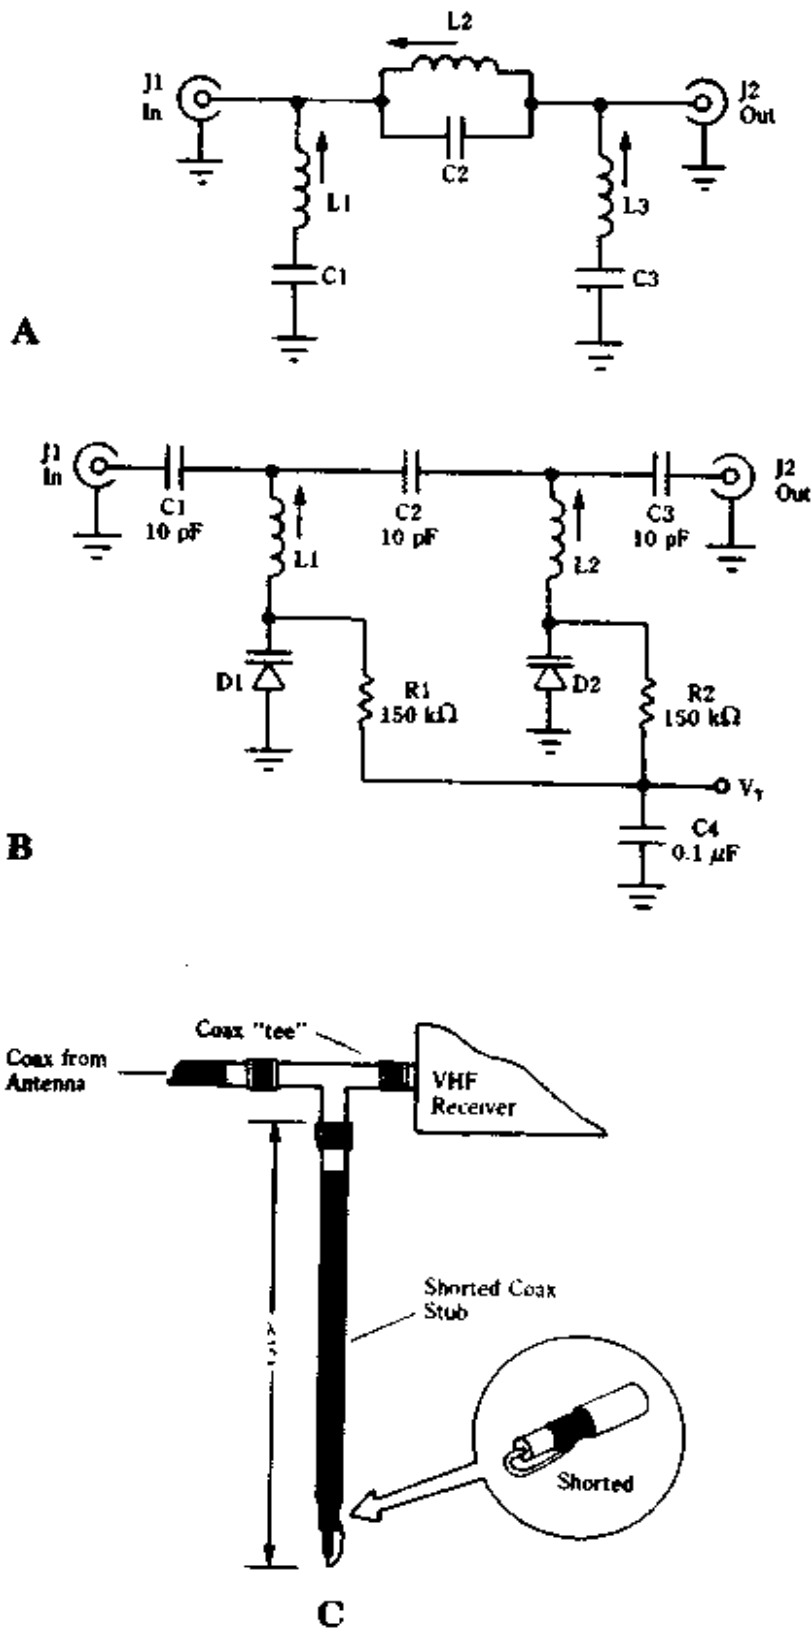 L2
J1
In
J2
Out
C2
L1
L3
C1
C3
A
J1
In
J2
Out
C1
10 pF
C2
10 pF
C3
10 pF
L1
L2
D1
R1
150 kΩ
D2
R2
150 kΩ
C4
0.1 μF
B
Coax "tee"
Coax from
Antenna
VHF
Receiver
Shorted Coax
Stub
Shorted
C